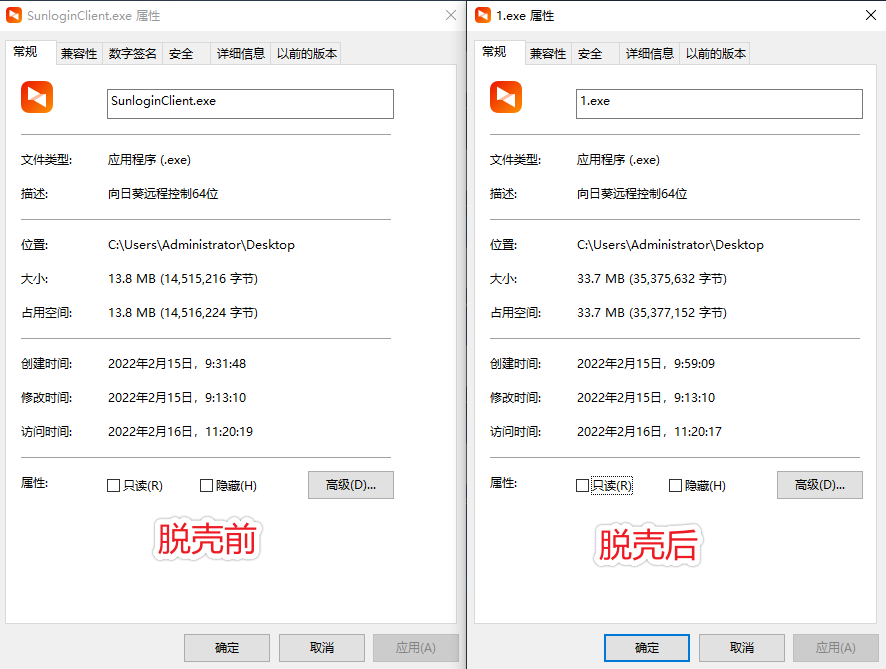 SunloginClient.exe 属性
常规 兼容性 数字签名 安全 详细信息 以前的版本
SunloginClient.exe
文件类型: 应用程序 (.exe)
描述: 向日葵远程控制64位
位置: C:\Users\Administrator\Desktop
大小: 13.8 MB (14,515,216 字节)
占用空间: 13.8 MB (14,516,224 字节)
创建时间: 2022年2月15日，9:31:48
修改时间: 2022年2月15日，9:13:10
访问时间: 2022年2月16日，11:20:19
属性: 只读(R) 隐藏(H) 高级(D)...
脱壳前
确定 取消 应用(A)
1.exe 属性
常规 兼容性 安全 详细信息 以前的版本
1.exe
文件类型: 应用程序 (.exe)
描述: 向日葵远程控制64位
位置: C:\Users\Administrator\Desktop
大小: 33.7 MB (35,375,632 字节)
占用空间: 33.7 MB (35,377,152 字节)
创建时间: 2022年2月15日，9:59:09
修改时间: 2022年2月15日，9:13:10
访问时间: 2022年2月16日，11:20:17
属性: 只读(R) 隐藏(H) 高级(D)...
脱壳后
确定 取消 应用(A)